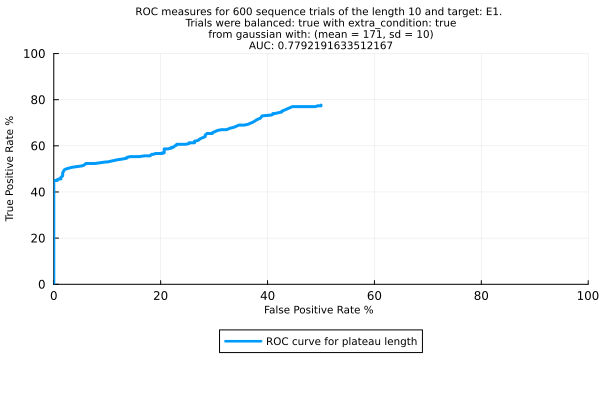 ROC measures for 600 sequence trials of the length 10 and target: E1.
Trials were balanced: true with extra_condition: true
from gaussian with: (mean = 171, sd = 10)
AUC: 0.7792191633512167
100
80
60
40
20
0
True Positive Rate %
0 20 40 60 80 100
False Positive Rate %
ROC curve for plateau length